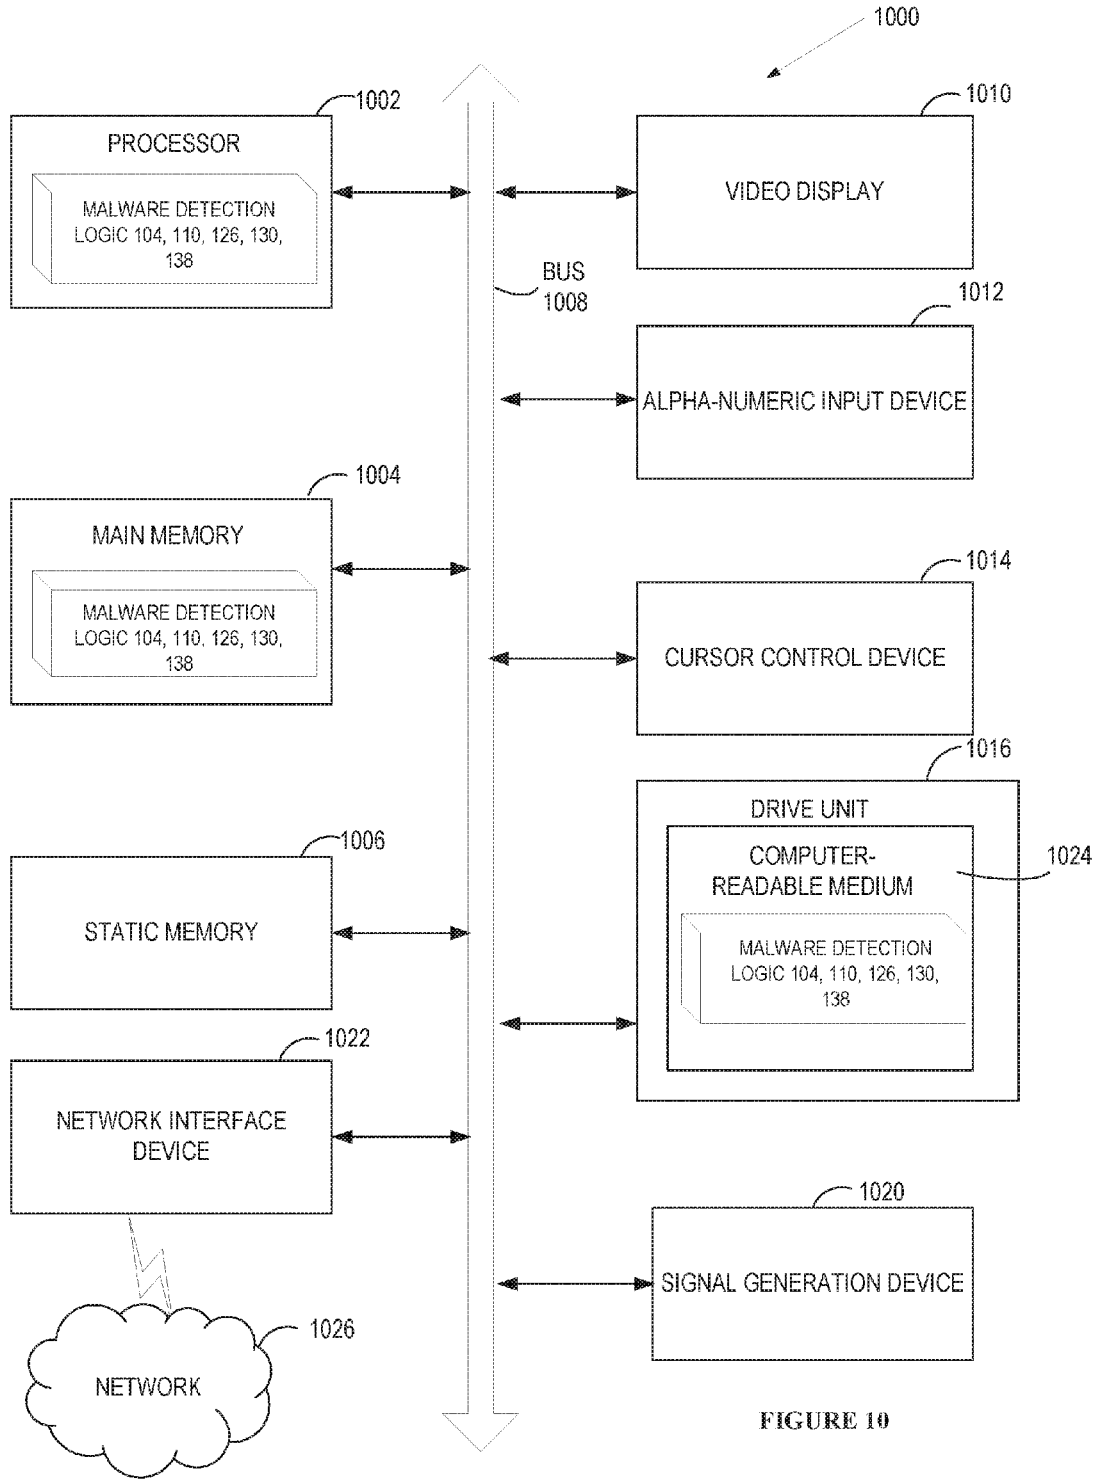 1000
1002
PROCESSOR
MALWARE DETECTION
LOGIC 104, 110, 126, 130,
138
1010
VIDEO DISPLAY
BUS
1008
1012
ALPHA-NUMERIC INPUT DEVICE
1004
MAIN MEMORY
MALWARE DETECTION
LOGIC 104, 110, 126, 130,
138
1014
CURSOR CONTROL DEVICE
1016
DRIVE UNIT
COMPUTER-
READABLE MEDIUM
1024
MALWARE DETECTION
LOGIC 104, 110, 126, 130,
138
1006
STATIC MEMORY
1022
NETWORK INTERFACE
DEVICE
1020
SIGNAL GENERATION DEVICE
1026
NETWORK
FIGURE 10